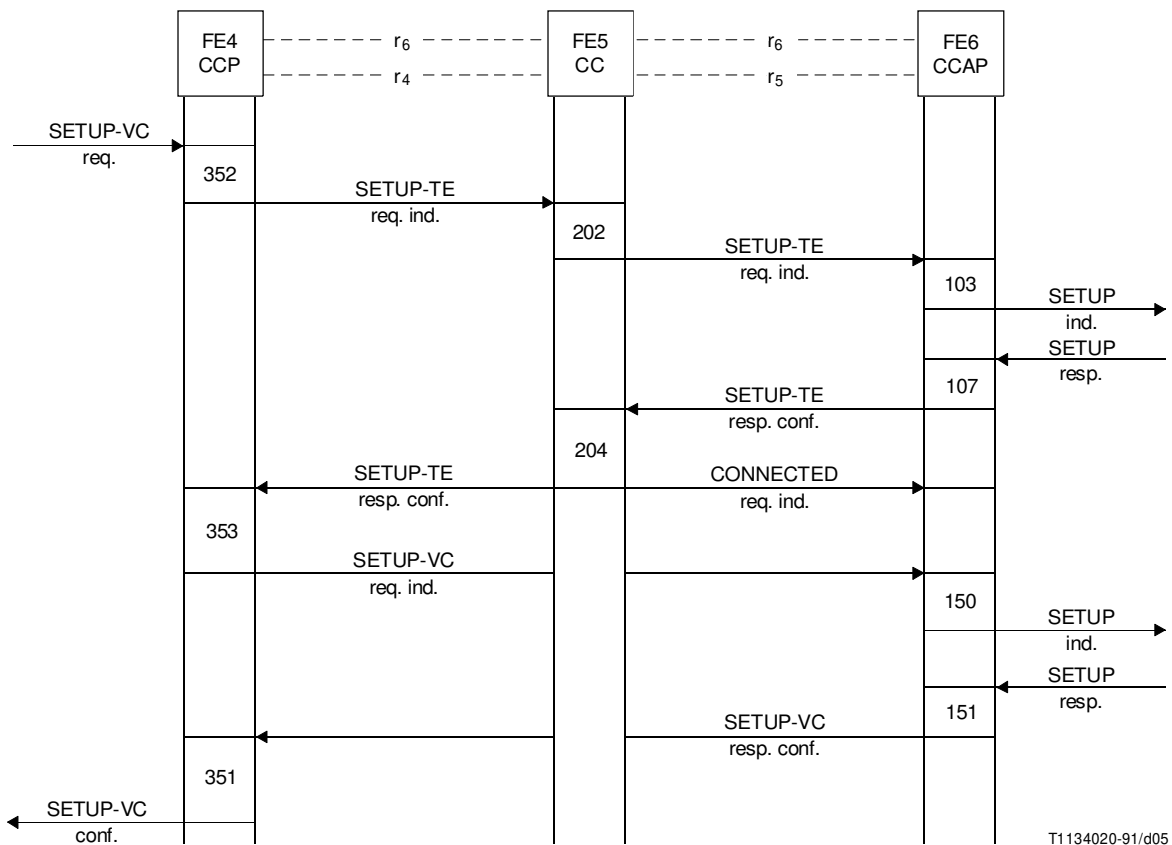 FE4
CCP
r6
r4
FE5
CC
r6
r5
FE6
CCAP
SETUP-VC
req.
352
SETUP-TE
req. ind.
202
SETUP-TE
req. ind.
103
SETUP
ind.
SETUP
resp.
107
SETUP-TE
resp. conf.
204
SETUP-TE
resp. conf.
CONNECTED
req. ind.
353
SETUP-VC
req. ind.
150
SETUP
ind.
SETUP
resp.
151
SETUP-VC
resp. conf.
351
SETUP-VC
conf.
T1134020-91/d05